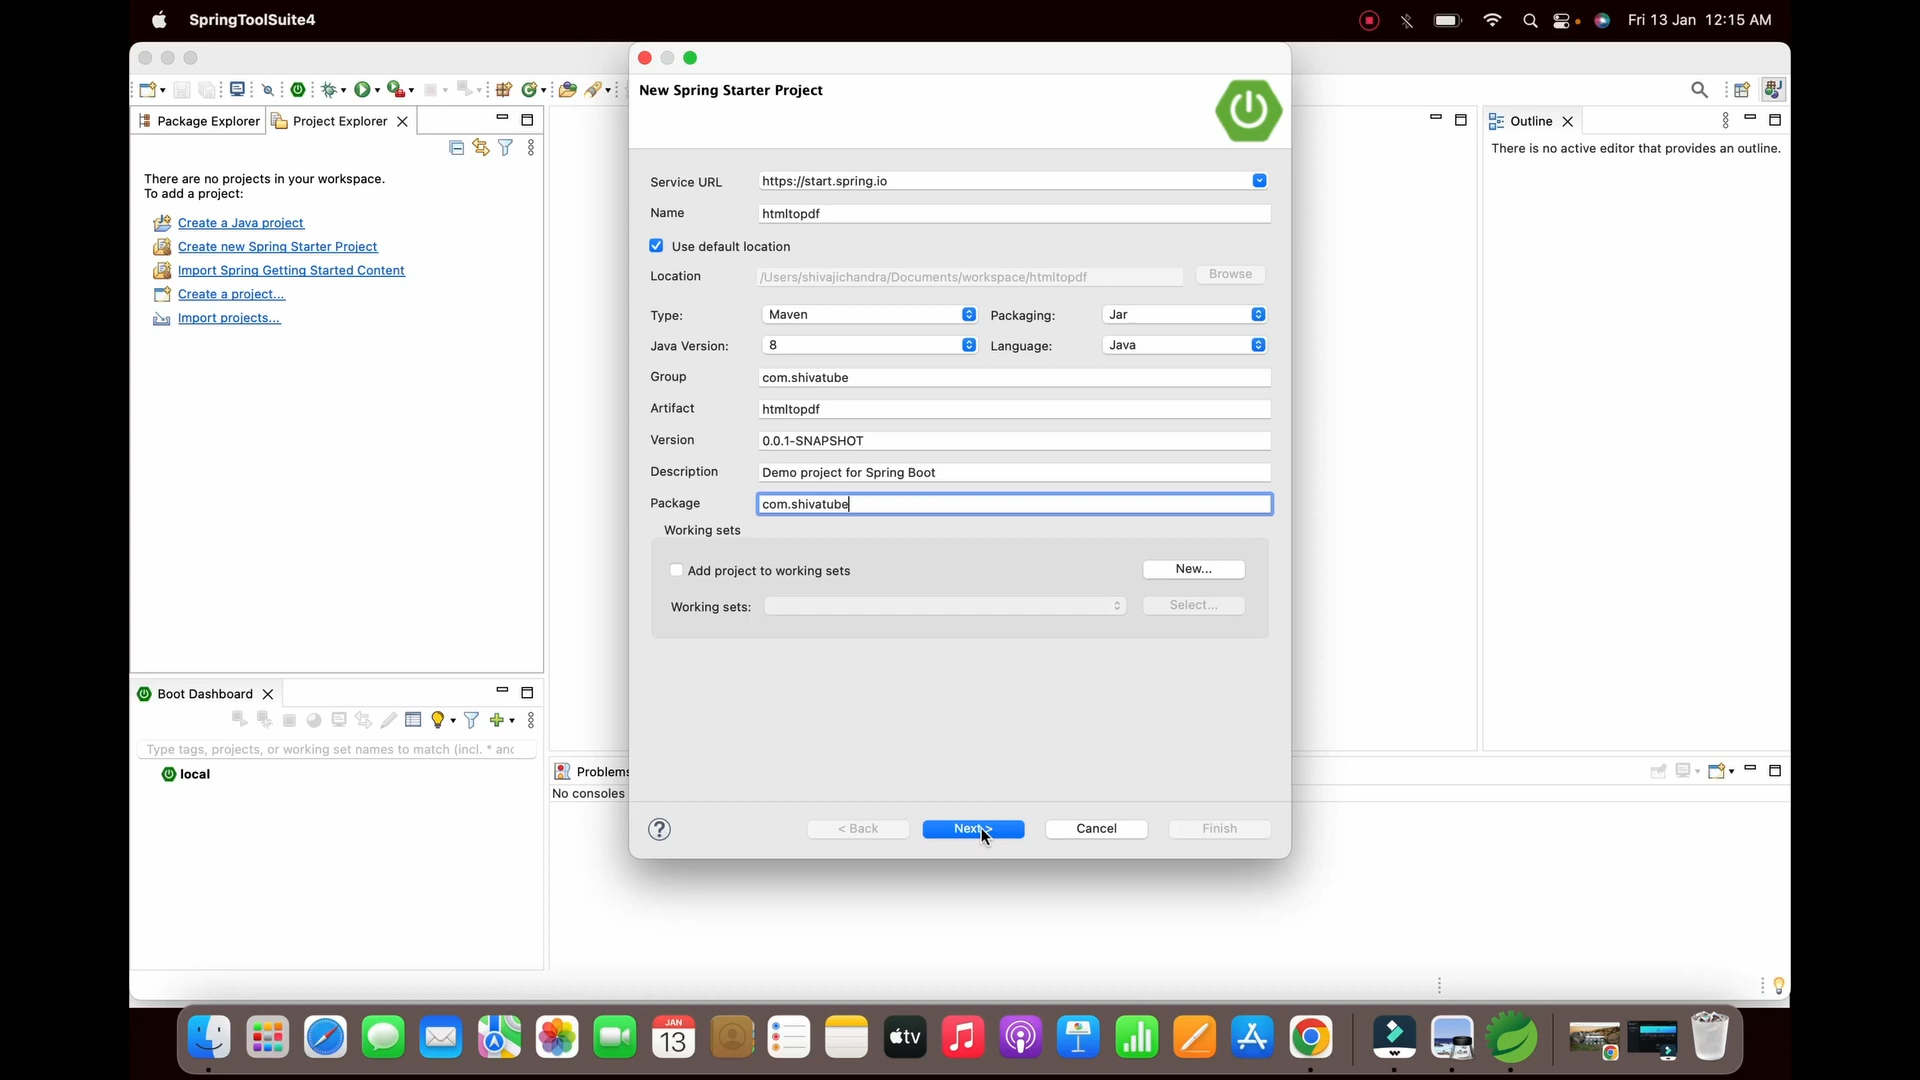 SpringToolSuite4
Fri 13 Jan 12:15 AM
New Spring Starter Project
Package Explorer
Project Explorer
Outline
There is no active editor that provides an outline.
There are no projects in your workspace.
To add a project:
Create a Java project
Create new Spring Starter Project
Import Spring Getting Started Content
Create a project...
Import projects...
Service URL
https://start.spring.io
Name
htmltopdf
Use default location
Location
/Users/shivajichandra/Documents/workspace/htmltopdf
Browse
Type:
Maven
Packaging:
Jar
Java Version:
8
Language:
Java
Group
com.shivatube
Artifact
htmltopdf
Version
0.0.1-SNAPSHOT
Description
Demo project for Spring Boot
Package
com.shivatube
Working sets
Add project to working sets
New...
Working sets:
Select...
Boot Dashboard
Type tags, projects, or working set names to match (incl. * and
local
Problems
No consoles
?
< Back
Next >
Cancel
Finish
JAN
13
tv